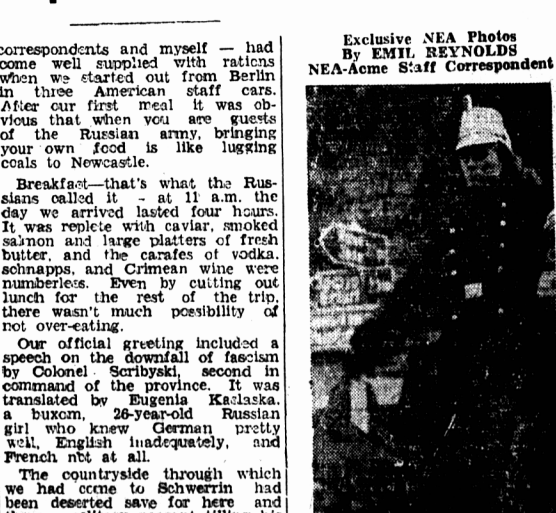 correspondents and myself — had
come well supplied with rations
when we started out from Berlin
in three American staff cars.
After our first meal it was ob-
vious that when you are guests
of the Russian army, bringing
your own food is like lugging
coals to Newcastle.
Breakfast—that's what the Rus-
sians called it - at 11 a.m. the
day we arrived lasted four hours.
It was replete with caviar, smoked
salmon and large platters of fresh
butter, and the carafes of vodka,
schnapps, and Crimean wine were
numberless. Even by cutting out
lunch for the rest of the trip,
there wasn't much possibility of
not over-eating.
Our official greeting included a
speech on the downfall of fascism
by Colonel Scribyski, second in
command of the province. It was
translated by Eugenia Kaslaska,
a buxom, 26-year-old Russian
girl who knew German pretty
well, English inadequately, and
French not at all.
The countryside through which
we had come to Schwerrin had
been deserted save for here and
Exclusive NEA Photos
By EMIL REYNOLDS
NEA-Acme Staff Correspondent